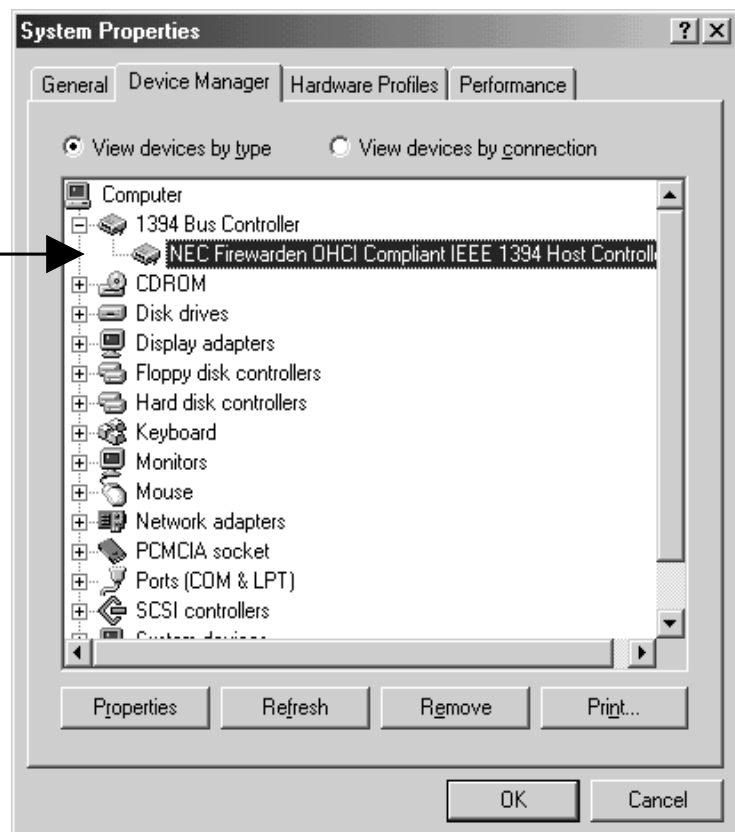 System Properties
General
Device Manager
Hardware Profiles
Performance
View devices by type
View devices by connection
Computer
1394 Bus Controller
NEC Firewarden OHCI Compliant IEEE 1394 Host Controll
CDROM
Disk drives
Display adapters
Floppy disk controllers
Hard disk controllers
Keyboard
Monitors
Mouse
Network adapters
PCMCIA socket
Ports (COM & LPT)
SCSI controllers
System devices
Properties
Refresh
Remove
Print...
OK
Cancel